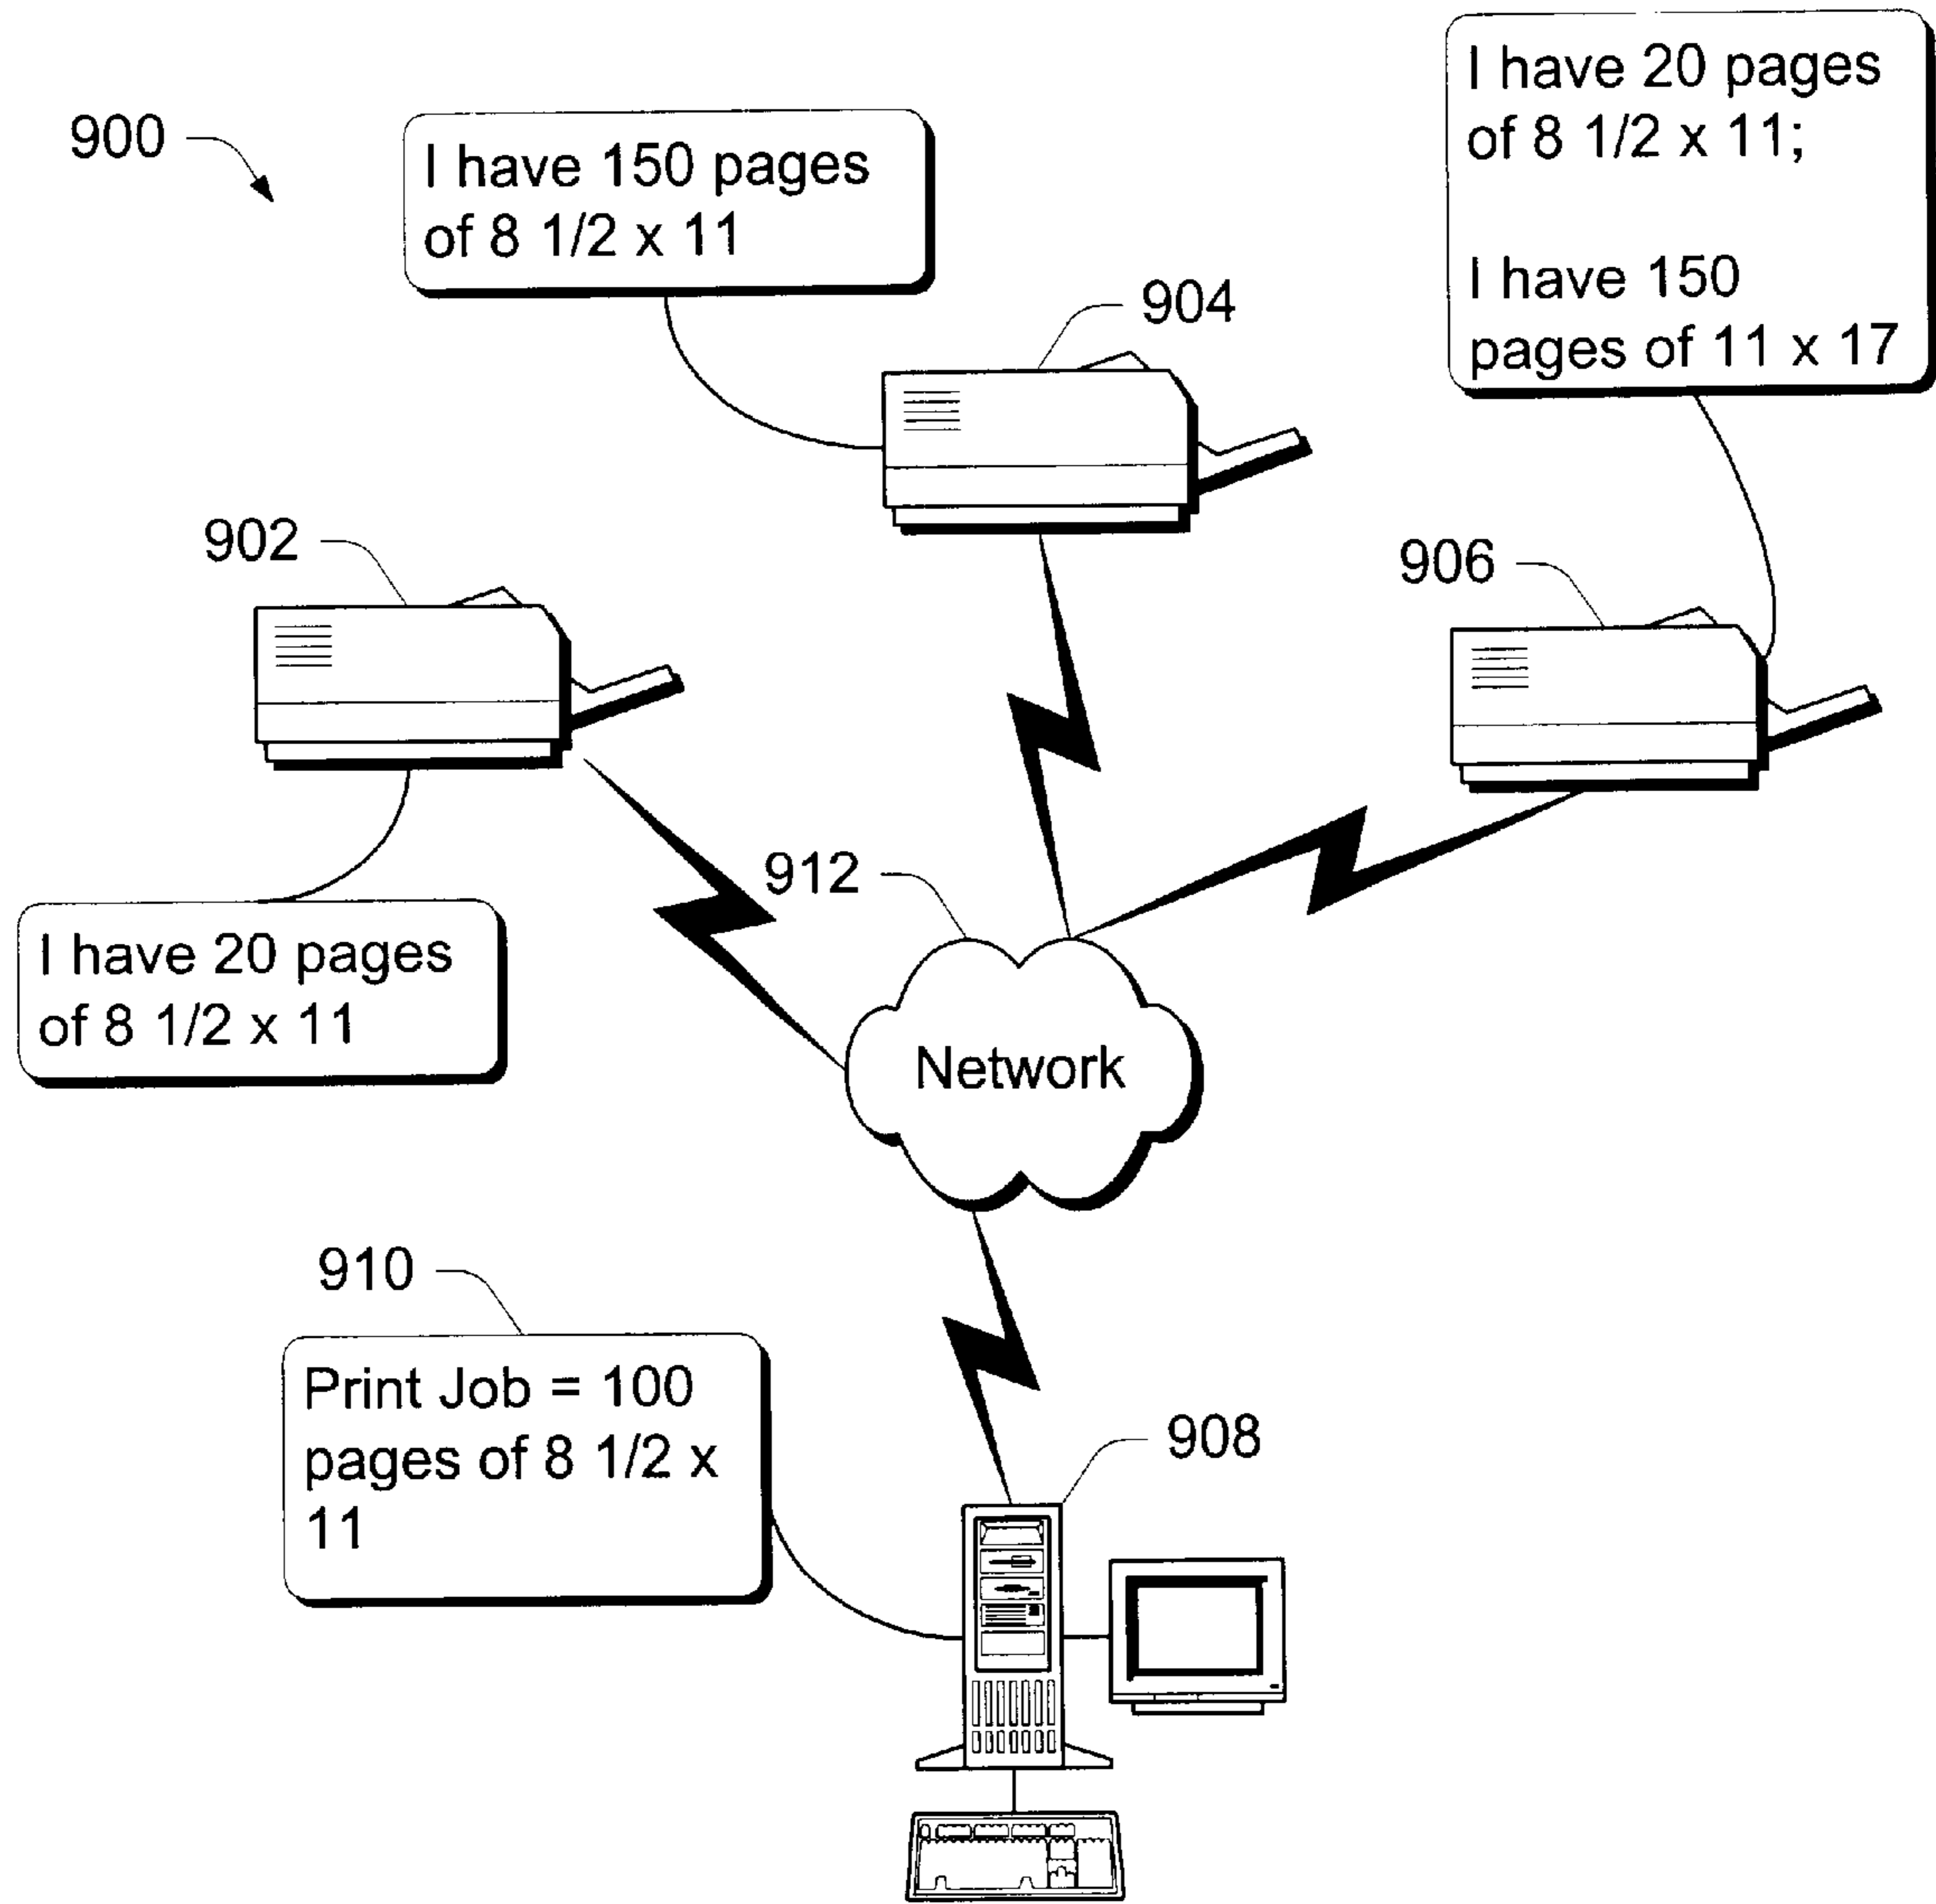 900
I have 150 pages
of 8 1/2 x 11
I have 20 pages
of 8 1/2 x 11;
I have 150
pages of 11 x 17
904
902
906
912
I have 20 pages
of 8 1/2 x 11
Network
910
Print Job = 100
pages of 8 1/2 x
11
908